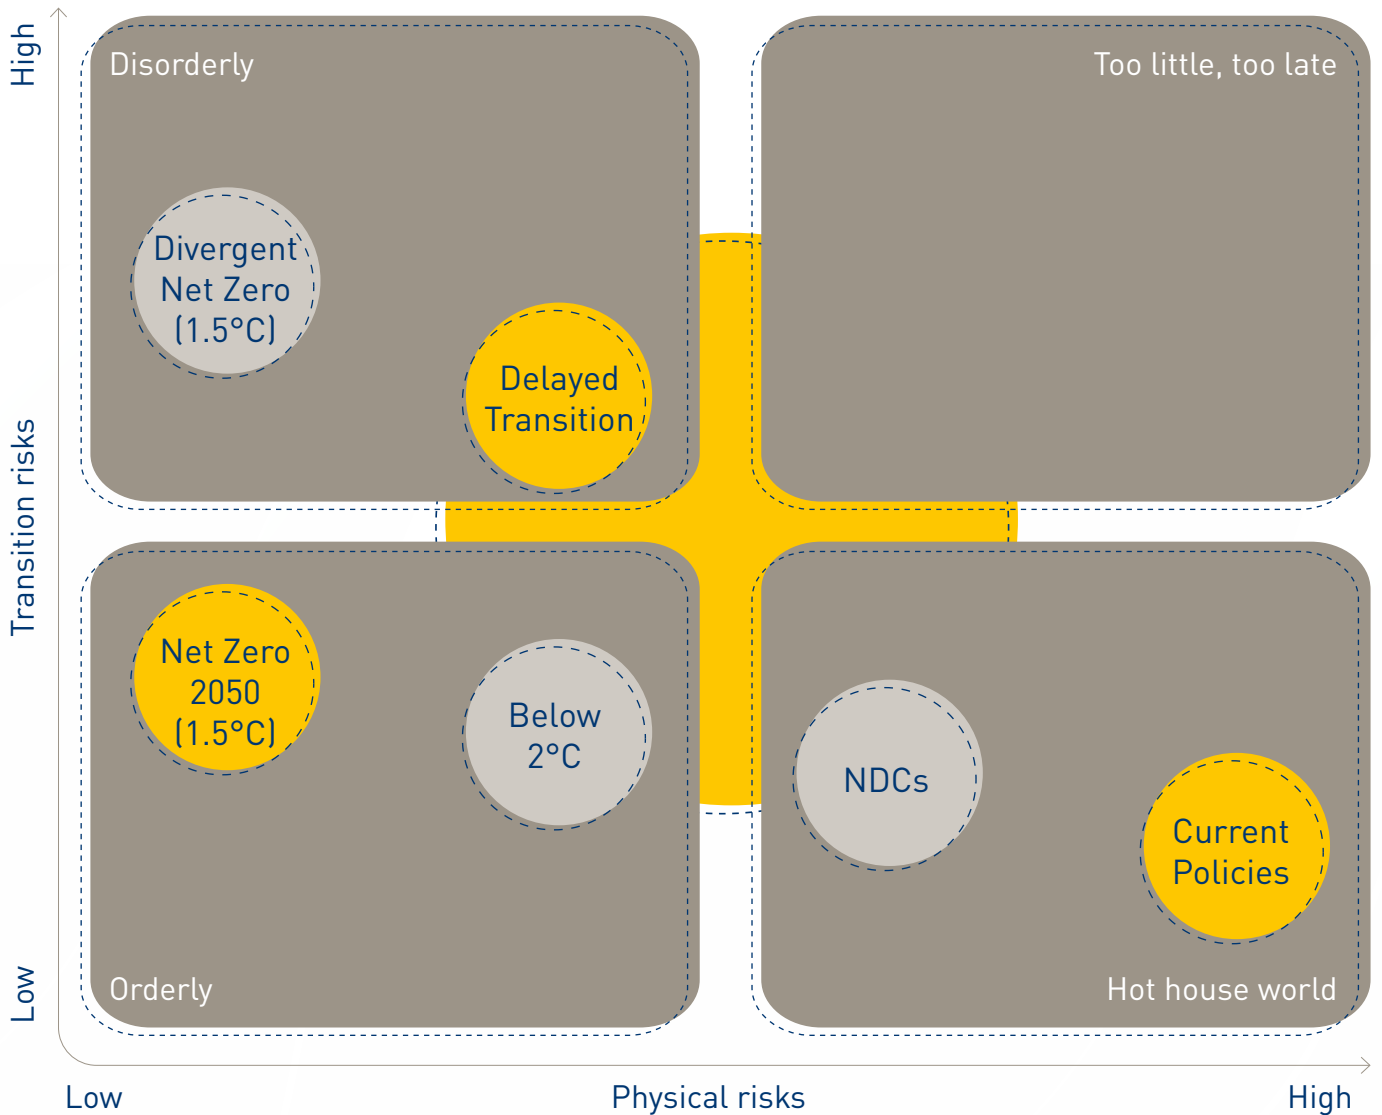 High
Transition risks
Low
Disorderly
Too little, too late
Divergent
Net Zero
(1.5°C)
Delayed
Transition
Net Zero
2050
(1.5°C)
Below
2°C
NDCs
Current
Policies
Orderly
Hot house world
Low
Physical risks
High